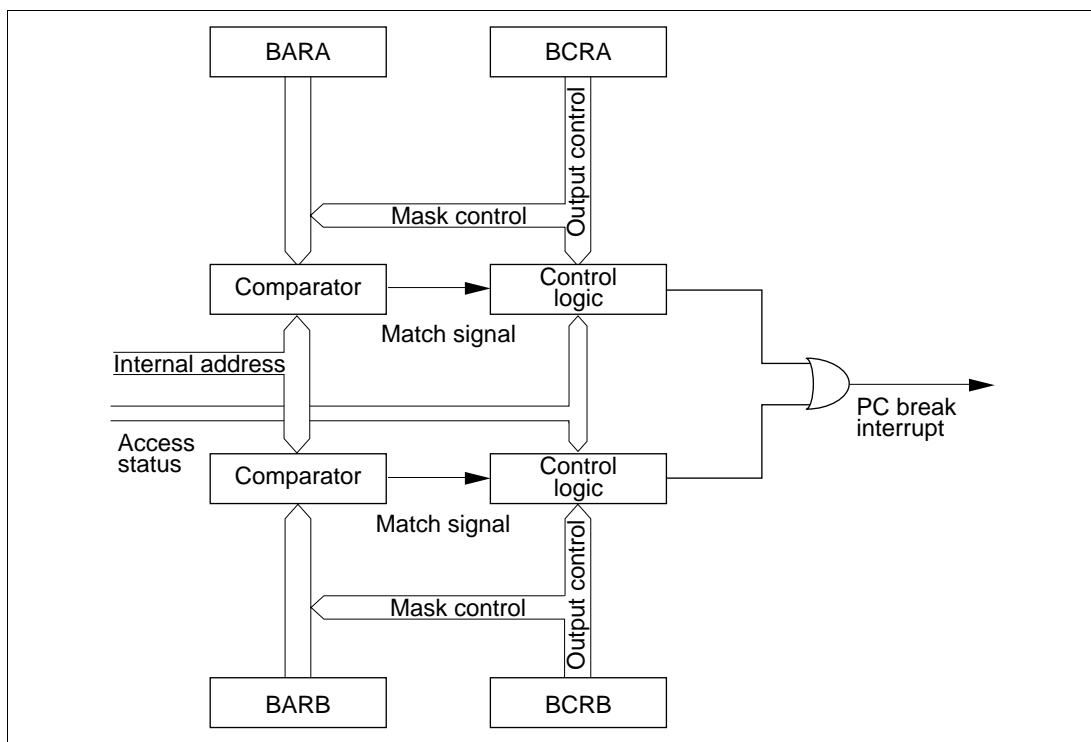 BARA
BCRA
Output control
Mask control
Comparator
Control
logic
Match signal
Internal address
Access
status
PC break
interrupt
Comparator
Control
logic
Match signal
Output control
Mask control
BARB
BCRB